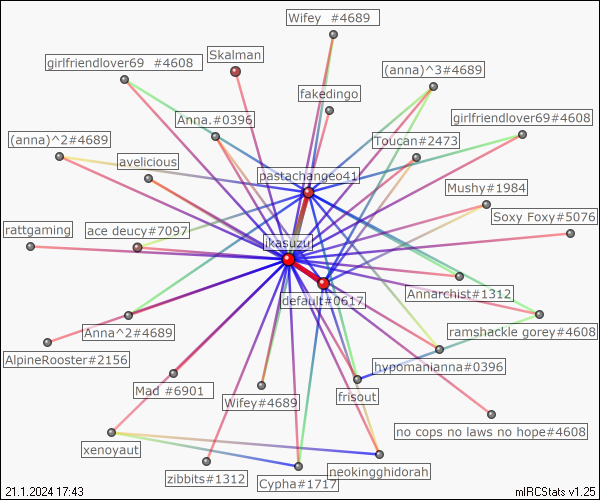 Wifey  #4689
Skalman
girlfriendlover69  #4608
(anna)^3#4689
fakedingo
Anna.#0396
girlfriendlover69#4608
(anna)^2#4689
Toucan#2473
avelicious
pastachangeo41
Mushy#1984
Soxy Foxy#5076
rattgaming
ace deucy#7097
ikasuzu
Annarchist#1312
default#0617
Anna^2#4689
ramshackle gorey#4608
AlpineRooster#2156
hypomanianna#0396
Mad #6901
Wifey#4689
frisout
no cops no laws no hope#4608
xenoyaut
neokingghidorah
zibbits#1312
Cypha#1717
21.1.2024 17:43
mIRCStats v1.25